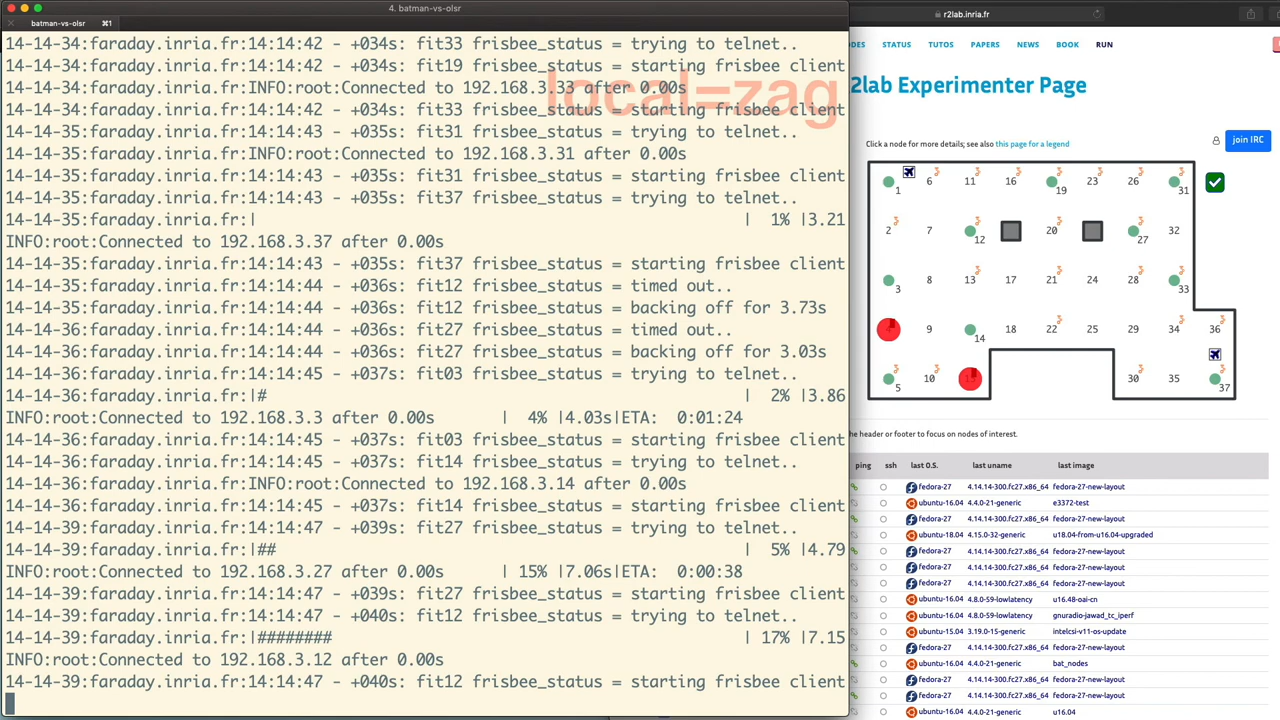 4. batman-vs-olsr
batman-vs-olsr ⌘1
14-14-34:faraday.inria.fr:14:14:42 - +034s: fit33 frisbee_status = trying to telnet..
14-14-34:faraday.inria.fr:14:14:42 - +034s: fit19 frisbee_status = starting frisbee client
14-14-34:faraday.inria.fr:INFO:root:Connected to 192.168.3.33 after 0.00s
14-14-34:faraday.inria.fr:14:14:42 - +034s: fit33 frisbee_status = starting frisbee client
14-14-35:faraday.inria.fr:14:14:43 - +035s: fit31 frisbee_status = trying to telnet..
14-14-35:faraday.inria.fr:INFO:root:Connected to 192.168.3.31 after 0.00s
14-14-35:faraday.inria.fr:14:14:43 - +035s: fit31 frisbee_status = starting frisbee client
14-14-35:faraday.inria.fr:14:14:43 - +035s: fit37 frisbee_status = trying to telnet..
14-14-35:faraday.inria.fr:| | 1% |3.21
INFO:root:Connected to 192.168.3.37 after 0.00s
14-14-35:faraday.inria.fr:14:14:43 - +035s: fit37 frisbee_status = starting frisbee client
14-14-35:faraday.inria.fr:14:14:44 - +036s: fit12 frisbee_status = timed out..
14-14-35:faraday.inria.fr:14:14:44 - +036s: fit12 frisbee_status = backing off for 3.73s
14-14-36:faraday.inria.fr:14:14:44 - +036s: fit27 frisbee_status = timed out..
14-14-36:faraday.inria.fr:14:14:44 - +036s: fit27 frisbee_status = backing off for 3.03s
14-14-36:faraday.inria.fr:14:14:45 - +037s: fit03 frisbee_status = trying to telnet..
14-14-36:faraday.inria.fr:|# | 2% |3.86
INFO:root:Connected to 192.168.3.3 after 0.00s | 4% |4.03s|ETA: 0:01:24
14-14-36:faraday.inria.fr:14:14:45 - +037s: fit03 frisbee_status = starting frisbee client
14-14-36:faraday.inria.fr:14:14:45 - +037s: fit14 frisbee_status = trying to telnet..
14-14-36:faraday.inria.fr:INFO:root:Connected to 192.168.3.14 after 0.00s
14-14-36:faraday.inria.fr:14:14:45 - +037s: fit14 frisbee_status = starting frisbee client
14-14-39:faraday.inria.fr:14:14:47 - +039s: fit27 frisbee_status = trying to telnet..
14-14-39:faraday.inria.fr:|## | 5% |4.79
INFO:root:Connected to 192.168.3.27 after 0.00s | 15% |7.06s|ETA: 0:00:38
14-14-39:faraday.inria.fr:14:14:47 - +039s: fit27 frisbee_status = starting frisbee client
14-14-39:faraday.inria.fr:14:14:47 - +040s: fit12 frisbee_status = trying to telnet..
14-14-39:faraday.inria.fr:|######## | 17% |7.15
INFO:root:Connected to 192.168.3.12 after 0.00s
14-14-39:faraday.inria.fr:14:14:47 - +040s: fit12 frisbee_status = starting frisbee client
local=zag
r2lab.inria.fr
ODES STATUS TUTOS PAPERS NEWS BOOK RUN
2lab Experimenter Page
Click a node for more details; see also this page for a legend
join IRC
1 6 11 16 19 23 26 31
2 7 12 20 27 32
3 8 13 17 21 24 28 33
9 14 18 22 25 29 34 36
5 10 30 35 37
he header or footer to focus on nodes of interest.
ping ssh last O.S. last uname last image
fedora-27 4.14.14-300.fc27.x86_64 fedora-27-new-layout
ubuntu-16.04 4.4.0-21-generic e3372-test
fedora-27 4.14.14-300.fc27.x86_64 fedora-27-new-layout
ubuntu-18.04 4.15.0-32-generic u18.04-from-u16.04-upgraded
fedora-27 4.14.14-300.fc27.x86_64 fedora-27-new-layout
fedora-27 4.14.14-300.fc27.x86_64 fedora-27-new-layout
fedora-27 4.14.14-300.fc27.x86_64 fedora-27-new-layout
ubuntu-16.04 4.8.0-59-lowlatency u16.48-oai-cn
ubuntu-16.04 4.8.0-59-lowlatency gnuradio-jawad_tc_iperf
ubuntu-15.04 3.19.0-15-generic intelcsi-v11-os-update
fedora-27 4.14.14-300.fc27.x86_64 fedora-27-new-layout
ubuntu-16.04 4.4.0-21-generic bat_nodes
fedora-27 4.14.14-300.fc27.x86_64 fedora-27-new-layout
fedora-27 4.14.14-300.fc27.x86_64 fedora-27-new-layout
ubuntu-16.04 4.4.0-21-generic u16.04